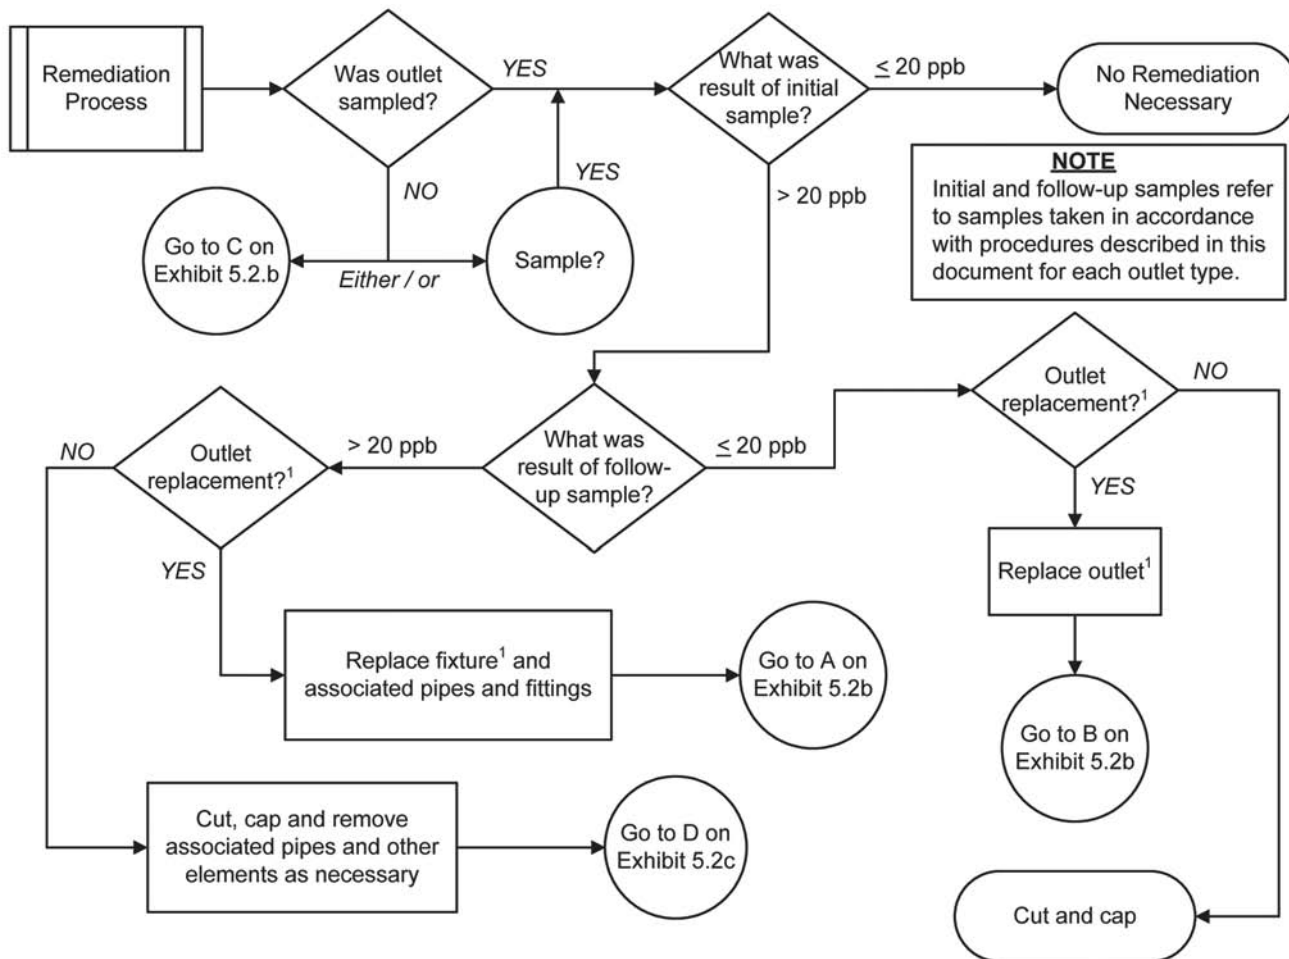 Remediation
Process
Was outlet
sampled?
YES
What was
result of initial
sample?
≤ 20 ppb
No Remediation
Necessary
NO
YES
> 20 ppb
NOTE
Initial and follow-up samples refer
to samples taken in accordance
with procedures described in this
document for each outlet type.
Go to C on
Exhibit 5.2.b
Either / or
Sample?
NO
Outlet
replacement?¹
> 20 ppb
What was
result of follow-
up sample?
≤ 20 ppb
Outlet
replacement?¹
NO
YES
YES
Replace outlet¹
Replace fixture¹ and
associated pipes and fittings
Go to A on
Exhibit 5.2b
Go to B on
Exhibit 5.2b
Cut, cap and remove
associated pipes and other
elements as necessary
Go to D on
Exhibit 5.2c
Cut and cap